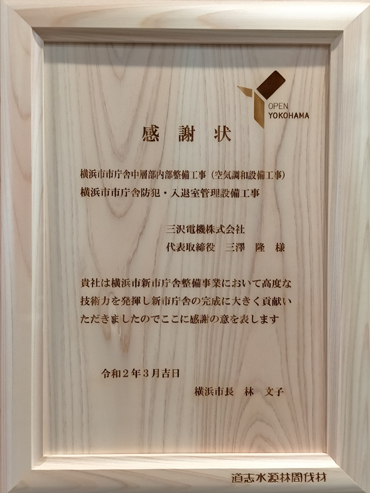 OPEN
YOKOHAMA
感謝状
横浜市市庁舎中層部内部整備工事（空気調和設備工事）
横浜市市庁舎防犯・入退室管理設備工事
三沢電機株式会社
代表取締役 三澤 隆 様
貴社は横浜市新市庁舎整備事業において高度な
技術力を発揮し新市庁舎の完成に大きく貢献い
ただきましたのでここに感謝の意を表します
令和２年３月吉日
横浜市長 林 文子
道志水源林間伐材